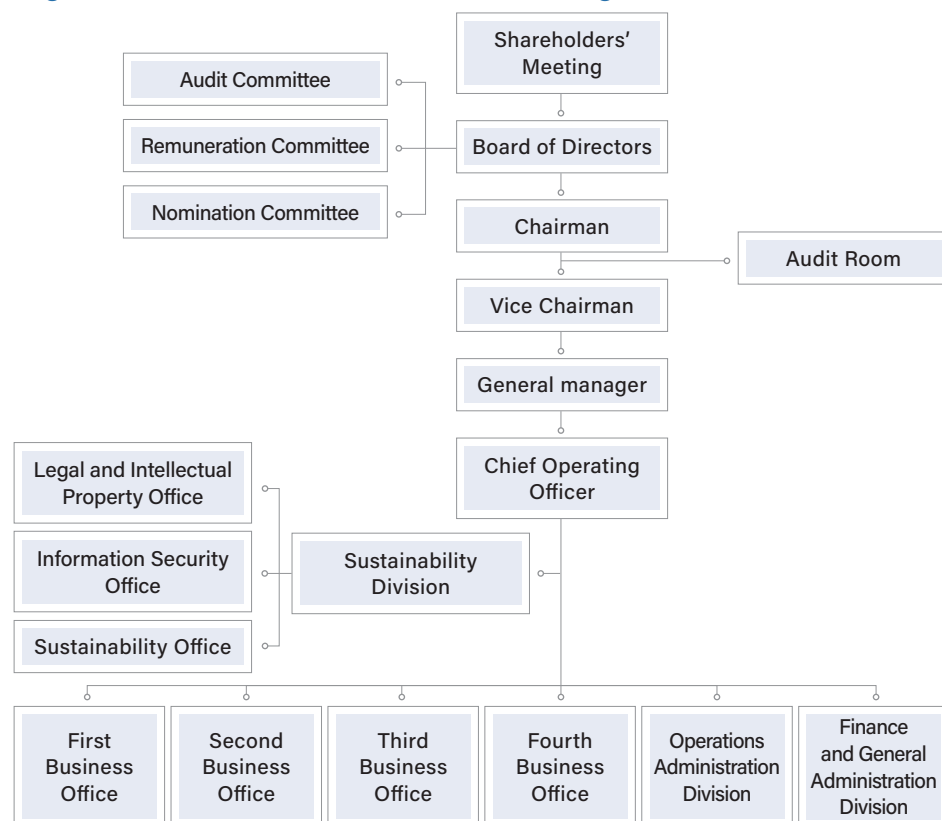 Shareholders'
Meeting
Audit Committee
Remuneration Committee
Board of Directors
Nomination Committee
Chairman
Audit Room
Vice Chairman
General manager
Chief Operating
Officer
Legal and Intellectual
Property Office
Information Security
Office
Sustainability
Division
Sustainability Office
First
Business
Office
Second
Business
Office
Third
Business
Office
Fourth
Business
Office
Operations
Administration
Division
Finance
and General
Administration
Division